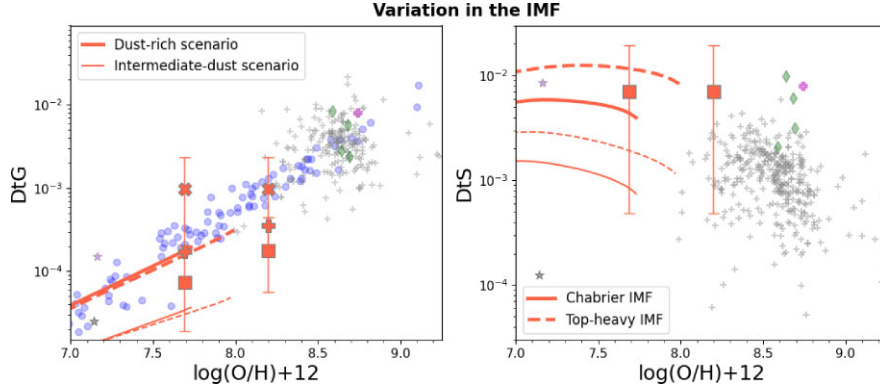 Variation in the IMF
Dust-rich scenario
Intermediate-dust scenario
10⁻²
10⁻³
10⁻⁴
DtG
7.0 7.5 8.0 8.5 9.0
log(O/H)+12
10⁻²
10⁻³
10⁻⁴
DtS
Chabrier IMF
Top-heavy IMF
7.0 7.5 8.0 8.5 9.0
log(O/H)+12